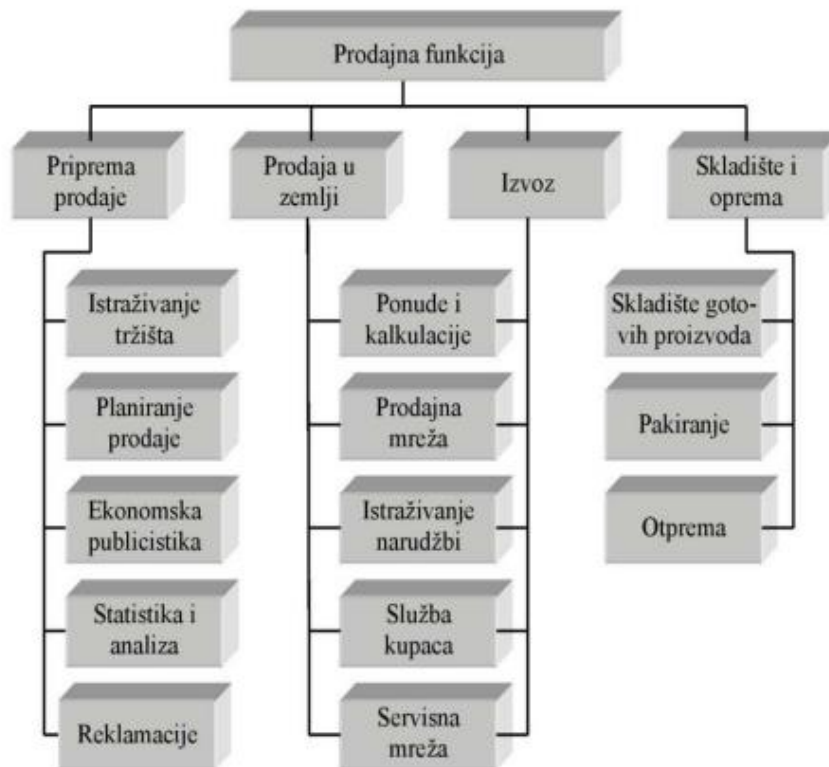 Prodajna funkcija
Priprema
prodaje
Prodaja u
zemlji
Izvoz
Skladište i
oprema
Istraživanje
tržišta
Planiranje
prodaje
Ekonomska
publicistika
Statistika i
analiza
Reklamacije
Ponude i
kalkulacije
Prodajna
mreža
Istraživanje
narudžbi
Služba
kupaca
Servisna
mreža
Skladište goto-
vih proizvoda
Pakiranje
Otprema